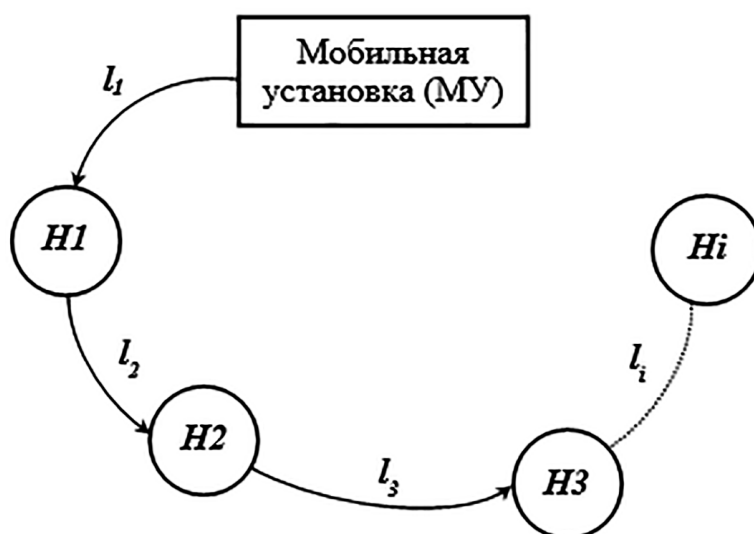 Мобильная
установка (МУ)
l₁
H1
Hi
l₂
lᵢ
H2
l₃
H3